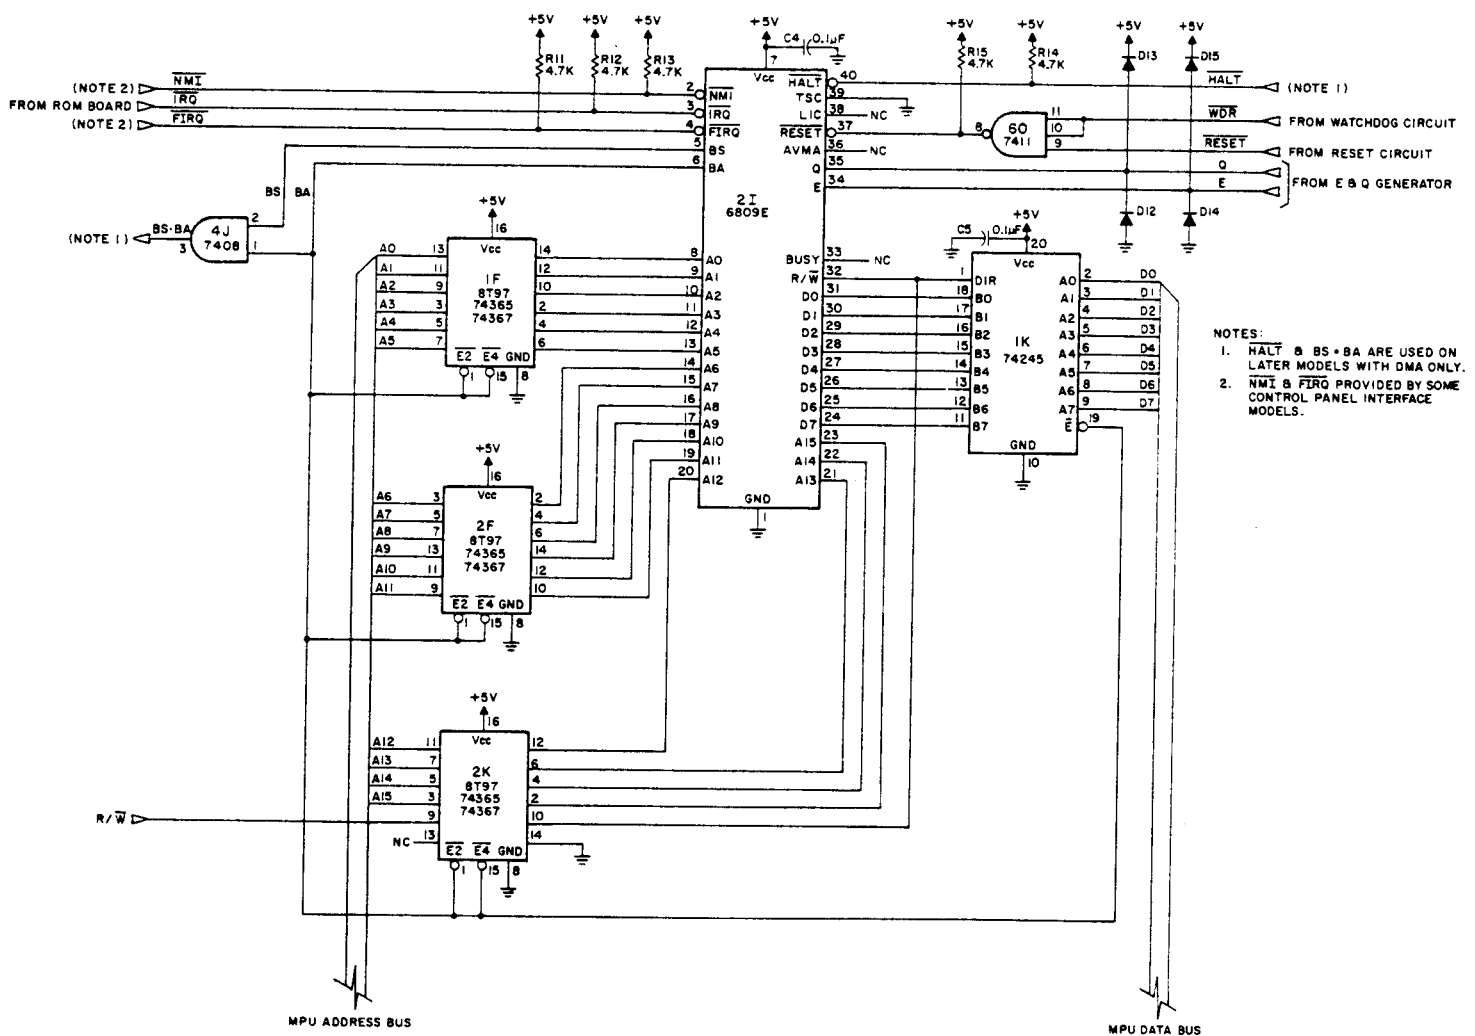 +5V +5V +5V +5V +5V +5V +5V +5V
R11 4.7K
R12 4.7K
R13 4.7K
C4 0.1µF
R15 4.7K
R14 4.7K
D13
D15
(NOTE 2) NMI
FROM ROM BOARD IRQ
(NOTE 2) FIRQ
BS
BA
4J
7408
2
1
3
BS·BA
(NOTE 1)
7
Vcc
2I
6809E
2 NMI
3 IRQ
4 FIRQ
5 BS
6 BA
8 A0
9 A1
10 A2
11 A3
12 A4
13 A5
14 A6
15 A7
16 A8
17 A9
18 A10
19 A11
20 A12
HALT 40
TSC 39
LIC 38 NC
RESET 37
AVMA 36 NC
Q 35
E 34
BUSY 33 NC
R/W 32
D0 31
D1 30
D2 29
D3 28
D4 27
D5 26
D6 25
D7 24
A15 23
A14 22
A13 21
GND
1
HALT (NOTE 1)
8
60
7411
11
10
9
WDR FROM WATCHDOG CIRCUIT
RESET FROM RESET CIRCUIT
Q
E
FROM E & Q GENERATOR
D12
D14
+5V
16
Vcc
1F
8T97
74365
74367
A0 13 14
A1 11 12
A2 9 10
A3 3 2
A4 5 4
A5 7 6
E2 E4 GND
1 15 8
+5V
16
Vcc
2F
8T97
74365
74367
A6 3 2
A7 5 4
A8 7 6
A9 13 14
A10 11 12
A11 9 10
E2 E4 GND
1 15 8
+5V
16
Vcc
2K
8T97
74365
74367
A12 11 12
A13 7 6
A14 5 4
A15 3 2
R/W 9 10
NC 13 14
E2 E4 GND
1 15 8
C5 0.1µF
+5V
20
Vcc
1K
74245
1 DIR A0 2 D0
18 B0 A1 3 D1
17 B1 A2 4 D2
16 B2 A3 5 D3
15 B3 A4 6 D4
14 B4 A5 7 D5
13 B5 A6 8 D6
12 B6 A7 9 D7
11 B7 E 19
GND
10
NOTES:
1. HALT & BS•BA ARE USED ON
LATER MODELS WITH DMA ONLY.
2. NMI & FIRQ PROVIDED BY SOME
CONTROL PANEL INTERFACE
MODELS.
MPU ADDRESS BUS
MPU DATA BUS